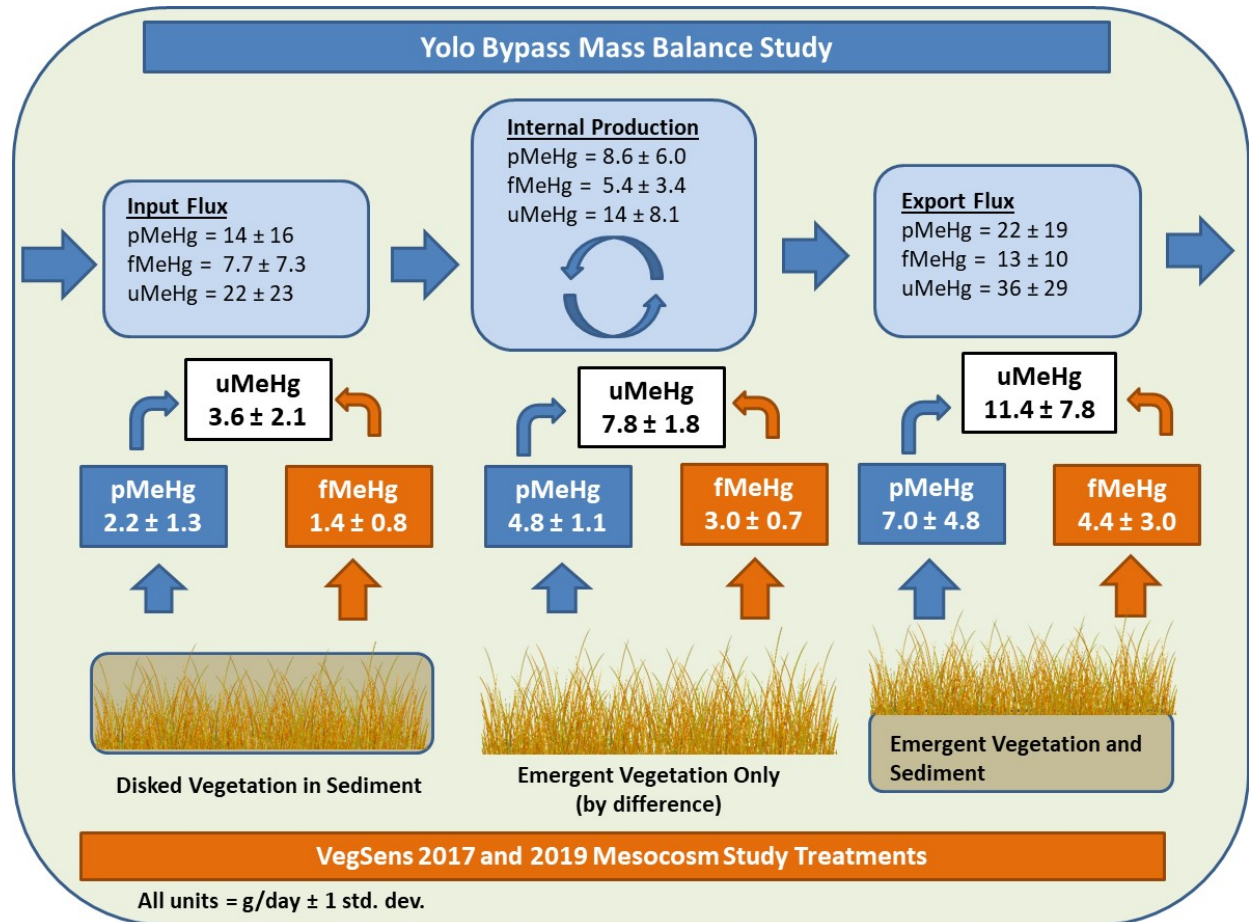 Yolo Bypass Mass Balance Study
Input Flux
pMeHg = 14 ± 16
fMeHg = 7.7 ± 7.3
uMeHg = 22 ± 23
Internal Production
pMeHg = 8.6 ± 6.0
fMeHg = 5.4 ± 3.4
uMeHg = 14 ± 8.1
Export Flux
pMeHg = 22 ± 19
fMeHg = 13 ± 10
uMeHg = 36 ± 29
uMeHg
3.6 ± 2.1
pMeHg
2.2 ± 1.3
fMeHg
1.4 ± 0.8
Disked Vegetation in Sediment
uMeHg
7.8 ± 1.8
pMeHg
4.8 ± 1.1
fMeHg
3.0 ± 0.7
Emergent Vegetation Only
(by difference)
uMeHg
11.4 ± 7.8
pMeHg
7.0 ± 4.8
fMeHg
4.4 ± 3.0
Emergent Vegetation and
Sediment
VegSens 2017 and 2019 Mesocosm Study Treatments
All units = g/day ± 1 std. dev.